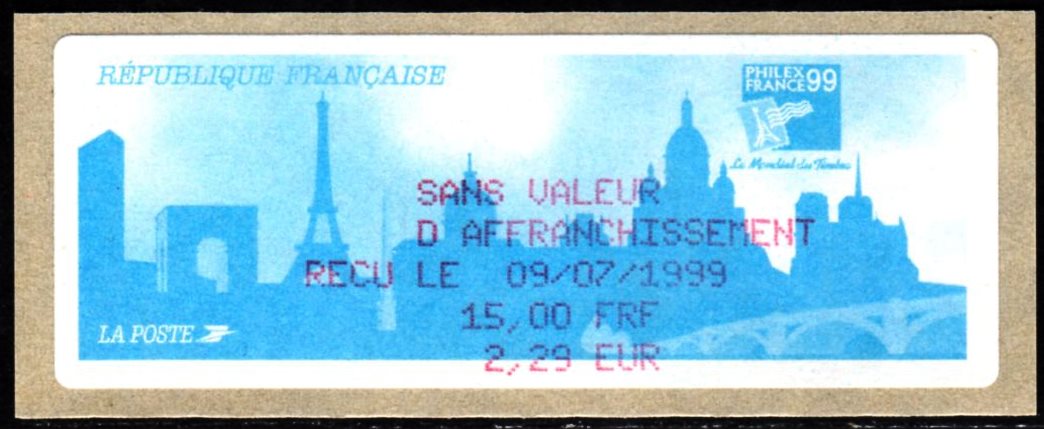 RÉPUBLIQUE FRANÇAISE
PHILEX
FRANCE 99
Le Mondial du Timbre
SANS VALEUR
D AFFRANCHISSEMENT
RECU LE 09/07/1999
15,00 FRF
2,29 EUR
LA POSTE